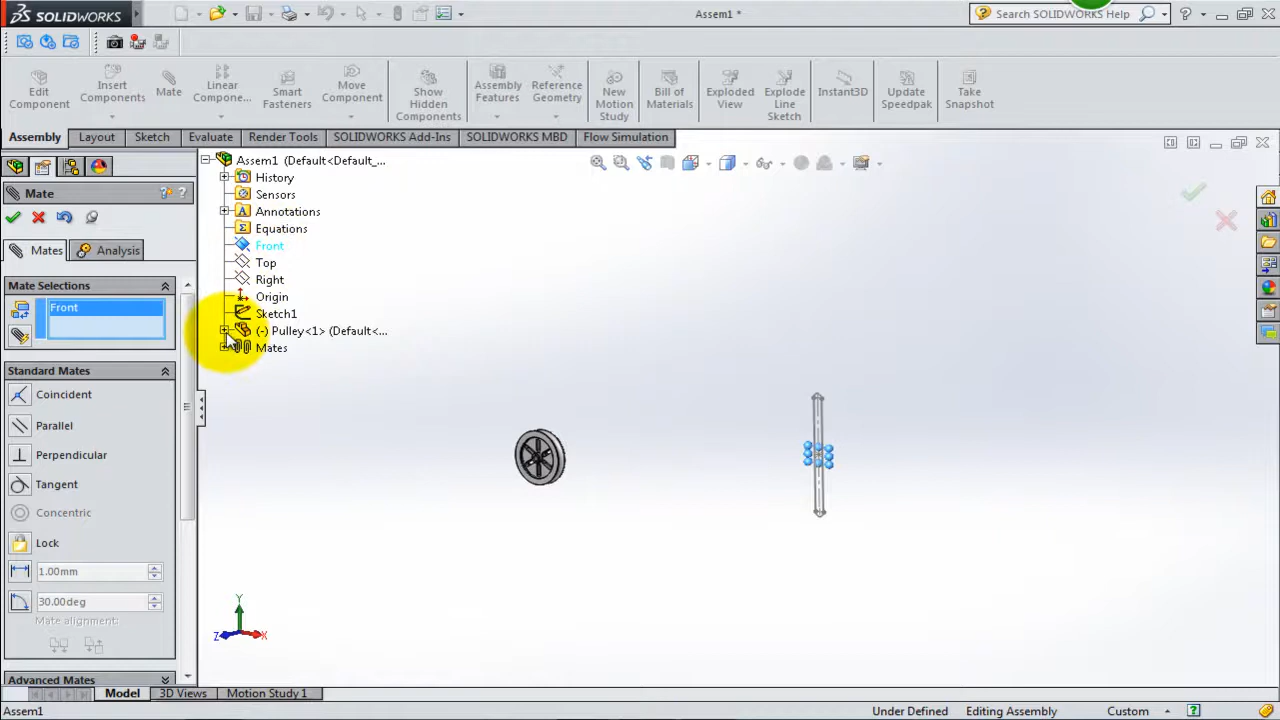 SOLIDWORKS
Assem1 *
Search SOLIDWORKS Help
?
Edit Component
Insert Components
Mate
Linear Compone...
Smart Fasteners
Move Component
Show Hidden Components
Assembly Features
Reference Geometry
New Motion Study
Bill of Materials
Exploded View
Explode Line Sketch
Instant3D
Update Speedpak
Take Snapshot
Assembly
Layout
Sketch
Evaluate
Render Tools
SOLIDWORKS Add-Ins
SOLIDWORKS MBD
Flow Simulation
Mate
Mates
Analysis
Mate Selections
Front
Standard Mates
Coincident
Parallel
Perpendicular
Tangent
Concentric
Lock
1.00mm
30.00deg
Mate alignment:
Advanced Mates
Assem1 (Default<Default_...
History
Sensors
Annotations
Equations
Front
Top
Right
Origin
Sketch1
(-) Pulley<1> (Default<...
Mates
Y
Z
X
Model
3D Views
Motion Study 1
Assem1
Under Defined
Editing Assembly
Custom